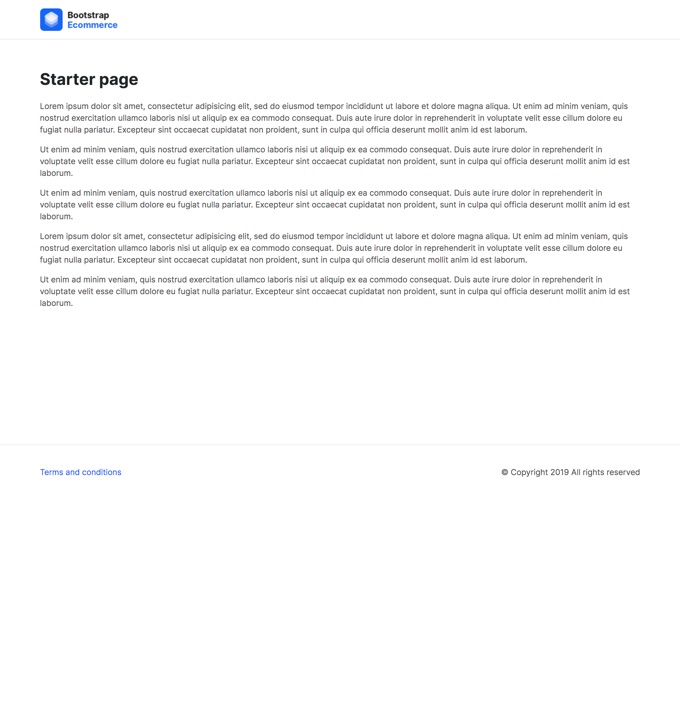 Bootstrap
Ecommerce
Starter page
Lorem ipsum dolor sit amet, consectetur adipisicing elit, sed do eiusmod tempor incididunt ut labore et dolore magna aliqua. Ut enim ad minim veniam, quis
nostrud exercitation ullamco laboris nisi ut aliquip ex ea commodo consequat. Duis aute irure dolor in reprehenderit in voluptate velit esse cillum dolore eu
fugiat nulla pariatur. Excepteur sint occaecat cupidatat non proident, sunt in culpa qui officia deserunt mollit anim id est laborum.
Ut enim ad minim veniam, quis nostrud exercitation ullamco laboris nisi ut aliquip ex ea commodo consequat. Duis aute irure dolor in reprehenderit in
voluptate velit esse cillum dolore eu fugiat nulla pariatur. Excepteur sint occaecat cupidatat non proident, sunt in culpa qui officia deserunt mollit anim id est
laborum.
Ut enim ad minim veniam, quis nostrud exercitation ullamco laboris nisi ut aliquip ex ea commodo consequat. Duis aute irure dolor in reprehenderit in
voluptate velit esse cillum dolore eu fugiat nulla pariatur. Excepteur sint occaecat cupidatat non proident, sunt in culpa qui officia deserunt mollit anim id est
laborum.
Lorem ipsum dolor sit amet, consectetur adipisicing elit, sed do eiusmod tempor incididunt ut labore et dolore magna aliqua. Ut enim ad minim veniam, quis
nostrud exercitation ullamco laboris nisi ut aliquip ex ea commodo consequat. Duis aute irure dolor in reprehenderit in voluptate velit esse cillum dolore eu
fugiat nulla pariatur. Excepteur sint occaecat cupidatat non proident, sunt in culpa qui officia deserunt mollit anim id est laborum.
Ut enim ad minim veniam, quis nostrud exercitation ullamco laboris nisi ut aliquip ex ea commodo consequat. Duis aute irure dolor in reprehenderit in
voluptate velit esse cillum dolore eu fugiat nulla pariatur. Excepteur sint occaecat cupidatat non proident, sunt in culpa qui officia deserunt mollit anim id est
laborum.
Terms and conditions
© Copyright 2019 All rights reserved